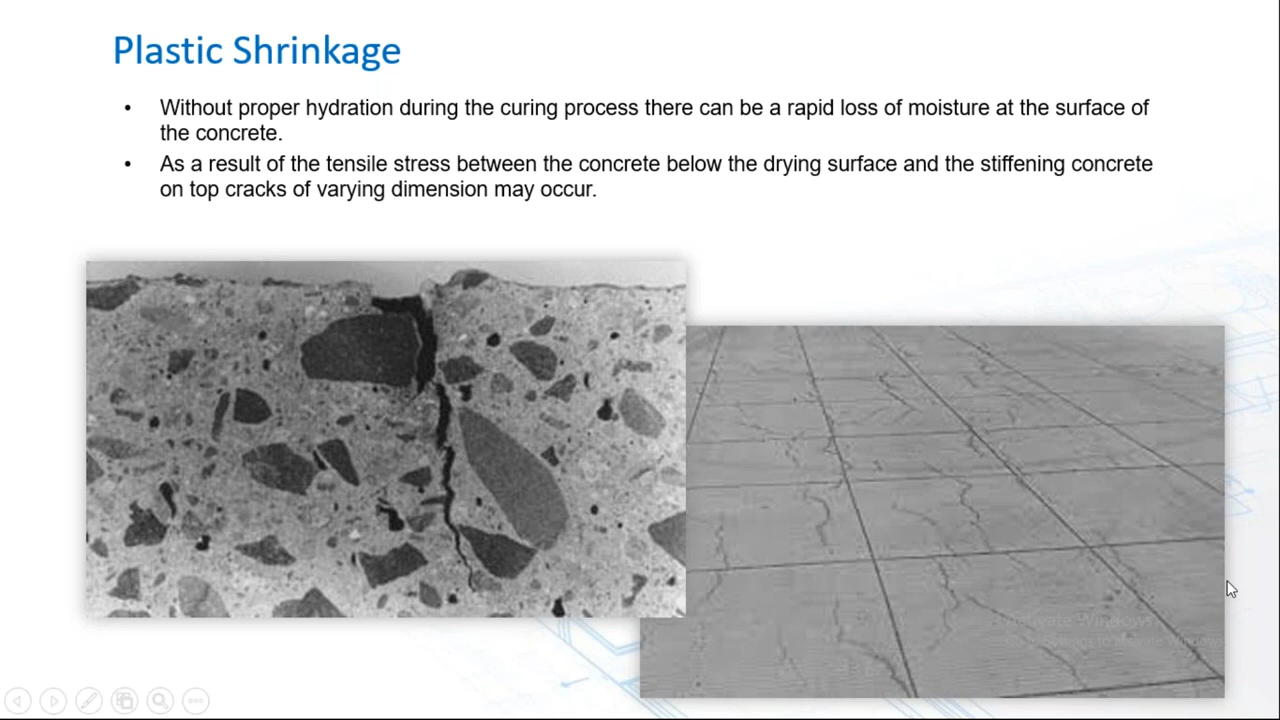 Plastic Shrinkage
• Without proper hydration during the curing process there can be a rapid loss of moisture at the surface of
the concrete.
• As a result of the tensile stress between the concrete below the drying surface and the stiffening concrete
on top cracks of varying dimension may occur.
Activate Windows